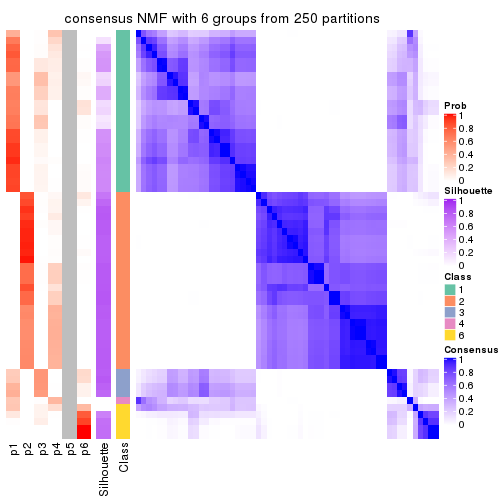 consensus NMF with 6 groups from 250 partitions
Prob
1
0.8
0.6
0.4
0.2
0
Silhouette
1
0.8
0.6
0.4
0.2
0
Class
1
2
3
4
6
Consensus
1
0.8
0.6
0.4
0.2
0
p1
p2
p3
p4
p5
p6
Silhouette
Class